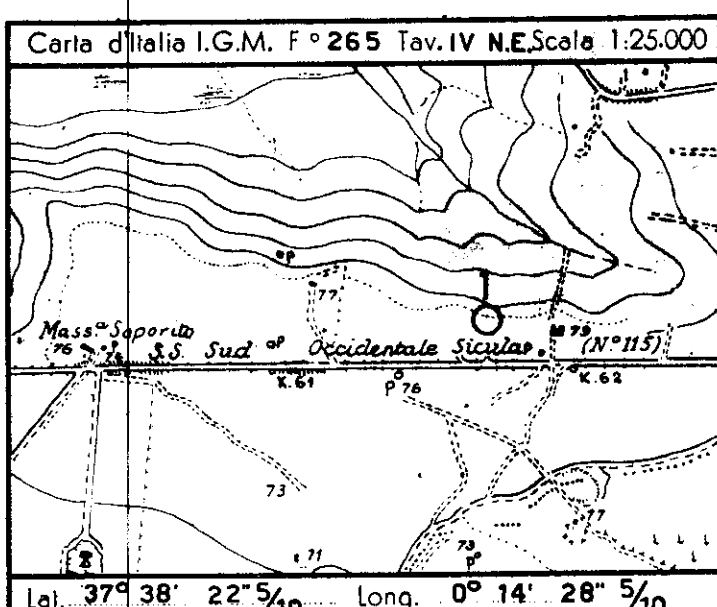 Carta d'Italia I.G.M. F° 265 Tav. IV N.E. Scala 1:25.000
P
77
Mass.a Saporito
76
76
S.S. Sud Occidentale Sicula (N° 115)
P
P
79
K.61
P 76
K.62
73
77
71
73
P
Lat. 37° 38' 22" 5/10 Long. 0° 14' 28" 5/10